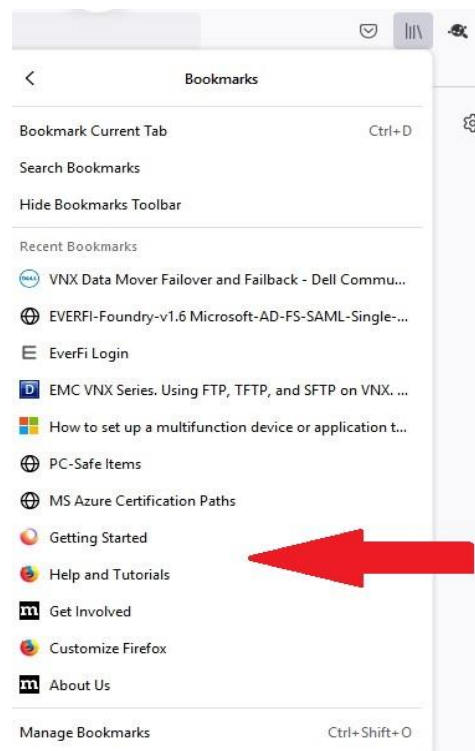 Bookmarks
Bookmark Current Tab Ctrl+D
Search Bookmarks
Hide Bookmarks Toolbar
Recent Bookmarks
DELL VNX Data Mover Failover and Failback - Dell Commu...
EVERFI-Foundry-v1.6 Microsoft-AD-FS-SAML-Single-...
E EverFi Login
D EMC VNX Series. Using FTP, TFTP, and SFTP on VNX. ...
How to set up a multifunction device or application t...
PC-Safe Items
MS Azure Certification Paths
Getting Started
Help and Tutorials
m Get Involved
Customize Firefox
m About Us
Manage Bookmarks Ctrl+Shift+O